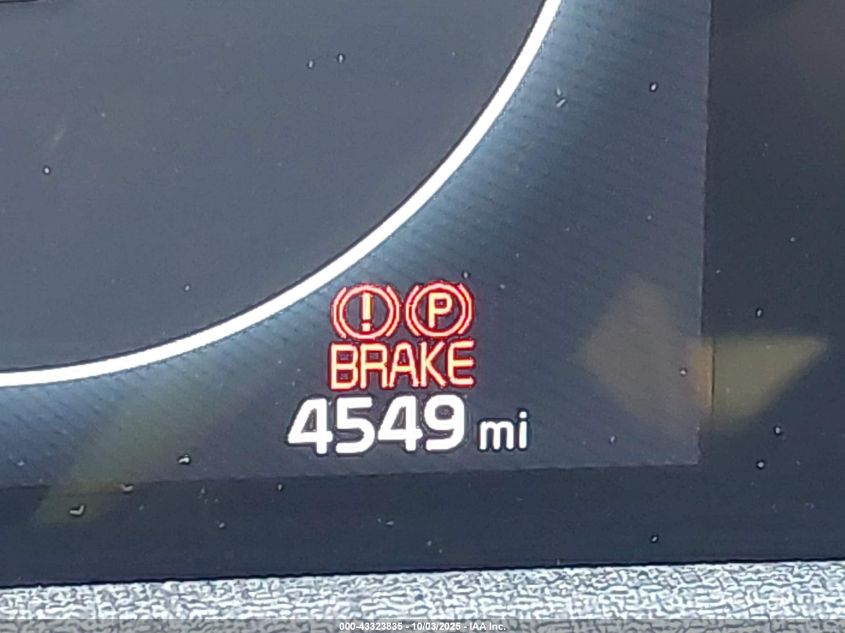 ! P
BRAKE
4549 mi
000-43323835 - 10/03/2025 - IAA Inc.